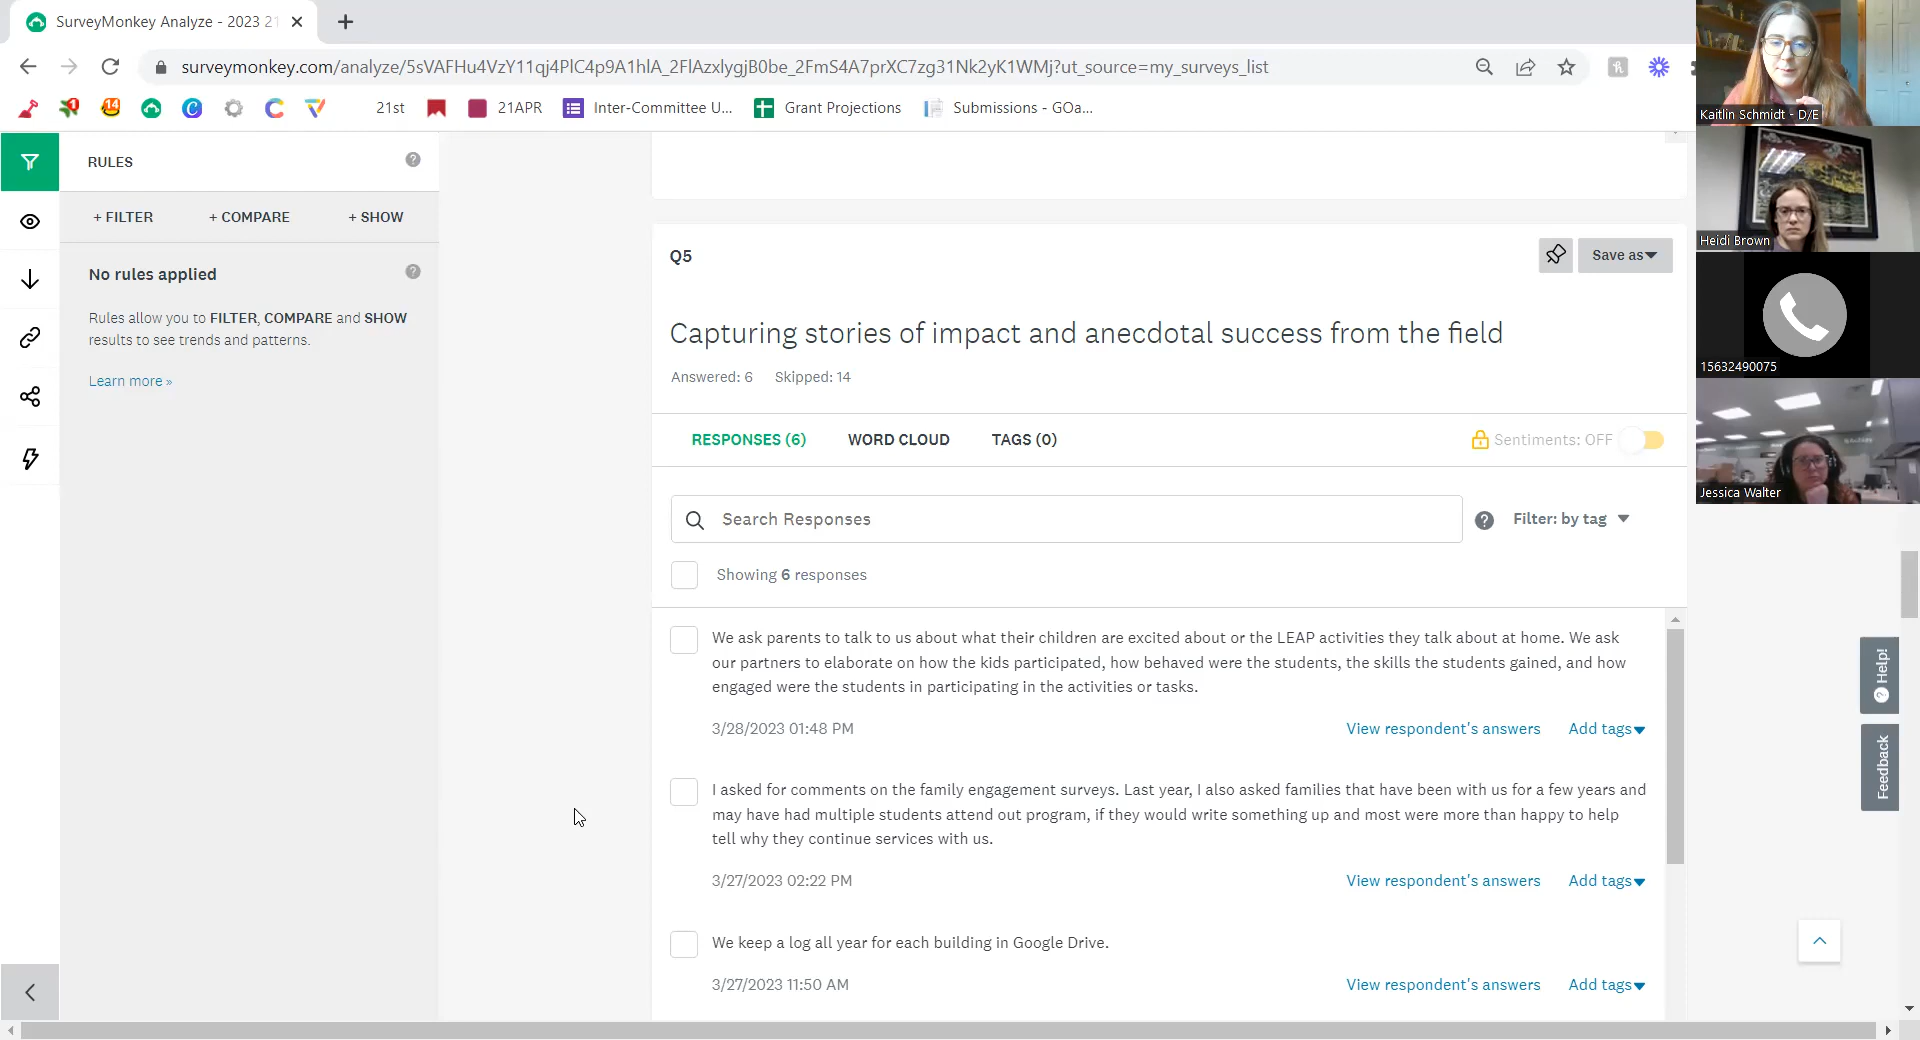 SurveyMonkey Analyze - 2023 21
surveymonkey.com/analyze/5sVAFHu4VzY11qj4PlC4p9A1hlA_2FlAzxlygjB0be_2FmS4A7prXC7zg31Nk2yK1WMj?ut_source=my_surveys_list
1
14
21st
21APR
Inter-Committee U...
Grant Projections
Submissions - GOa...
Kaitlin Schmidt - D/E
Heidi Brown
15632490075
Jessica Walter
RULES
+ FILTER
+ COMPARE
+ SHOW
No rules applied
Rules allow you to FILTER, COMPARE and SHOW
results to see trends and patterns.
Learn more »
Q5
Save as
Capturing stories of impact and anecdotal success from the field
Answered: 6
Skipped: 14
RESPONSES (6)
WORD CLOUD
TAGS (0)
Sentiments: OFF
Search Responses
Filter: by tag
Showing 6 responses
We ask parents to talk to us about what their children are excited about or the LEAP activities they talk about at home. We ask
our partners to elaborate on how the kids participated, how behaved were the students, the skills the students gained, and how
engaged were the students in participating in the activities or tasks.
3/28/2023 01:48 PM
View respondent's answers
Add tags
I asked for comments on the family engagement surveys. Last year, I also asked families that have been with us for a few years and
may have had multiple students attend out program, if they would write something up and most were more than happy to help
tell why they continue services with us.
3/27/2023 02:22 PM
View respondent's answers
Add tags
We keep a log all year for each building in Google Drive.
3/27/2023 11:50 AM
View respondent's answers
Add tags
Help!
Feedback